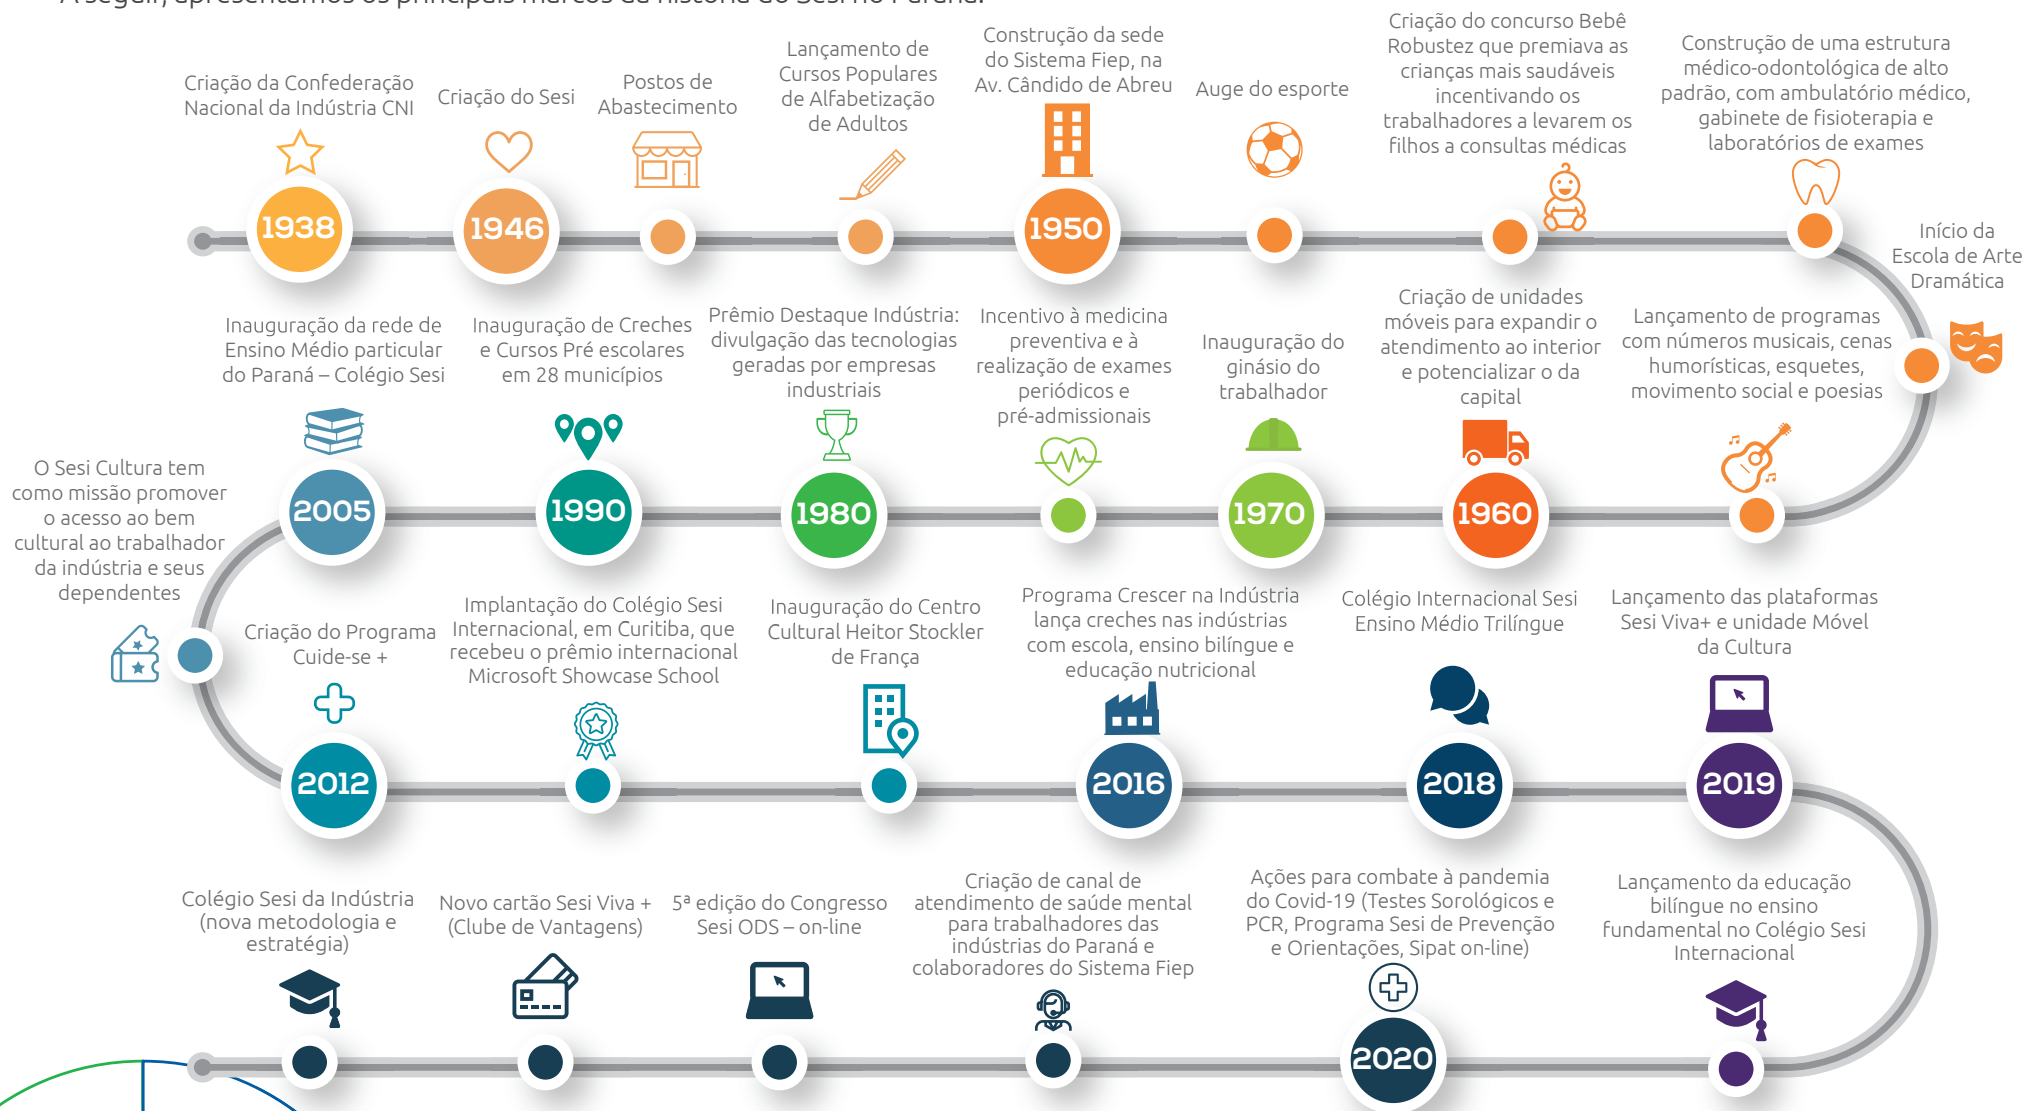 A seguir, apresentamos os principais marcos da história do Sesi no Paraná.
Criação da Confederação
Nacional da Indústria CNI
1938
Criação do Sesi
1946
Postos de
Abastecimento
Lançamento de
Cursos Populares
de Alfabetização
de Adultos
Construção da sede
do Sistema Fiep, na
Av. Cândido de Abreu
1950
Auge do esporte
Criação do concurso Bebê
Robustez que premiava as
crianças mais saudáveis
incentivando os
trabalhadores a levarem os
filhos a consultas médicas
Construção de uma estrutura
médico-odontológica de alto
padrão, com ambulatório médico,
gabinete de fisioterapia e
laboratórios de exames
Início da
Escola de Arte
Dramática
Lançamento de programas
com números musicais, cenas
humorísticas, esquetes,
movimento social e poesias
Criação de unidades
móveis para expandir o
atendimento ao interior
e potencializar o da
capital
1960
Inauguração do
ginásio do
trabalhador
1970
Incentivo à medicina
preventiva e à
realização de exames
periódicos e
pré-admissionais
Prêmio Destaque Indústria:
divulgação das tecnologias
geradas por empresas
industriais
1980
Inauguração de Creches
e Cursos Pré escolares
em 28 municípios
1990
Inauguração da rede de
Ensino Médio particular
do Paraná – Colégio Sesi
2005
O Sesi Cultura tem
como missão promover
o acesso ao bem
cultural ao trabalhador
da indústria e seus
dependentes
Criação do Programa
Cuide-se +
2012
Implantação do Colégio Sesi
Internacional, em Curitiba, que
recebeu o prêmio internacional
Microsoft Showcase School
Inauguração do Centro
Cultural Heitor Stockler
de França
Programa Crescer na Indústria
lança creches nas indústrias
com escola, ensino bilíngue e
educação nutricional
2016
Colégio Internacional Sesi
Ensino Médio Trilíngue
2018
Lançamento das plataformas
Sesi Viva+ e unidade Móvel
da Cultura
2019
Lançamento da educação
bilíngue no ensino
fundamental no Colégio Sesi
Internacional
Ações para combate à pandemia
do Covid-19 (Testes Sorológicos e
PCR, Programa Sesi de Prevenção
e Orientações, Sipat on-line)
2020
Criação de canal de
atendimento de saúde mental
para trabalhadores das
indústrias do Paraná e
colaboradores do Sistema Fiep
5ª edição do Congresso
Sesi ODS – on-line
Novo cartão Sesi Viva +
(Clube de Vantagens)
Colégio Sesi da Indústria
(nova metodologia e
estratégia)